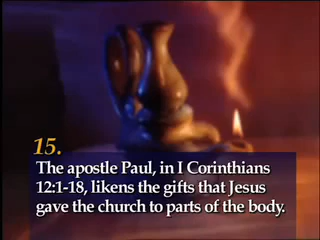 15.
The apostle Paul, in I Corinthians
12:1-18, likens the gifts that Jesus
gave the church to parts of the body.